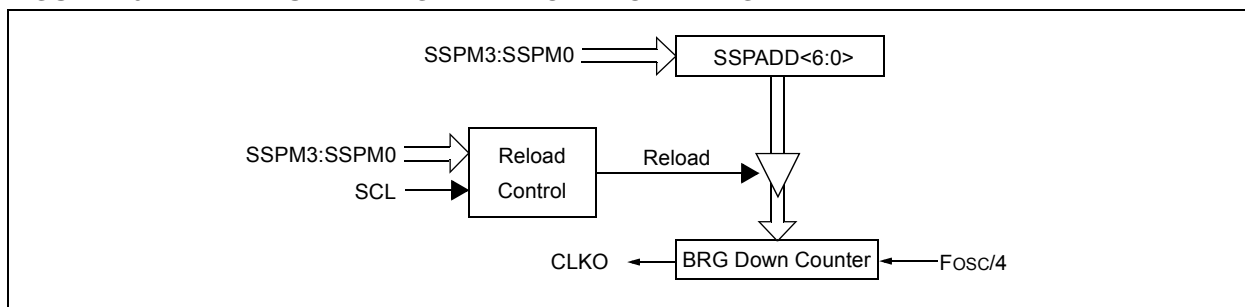 SSPM3:SSPM0
SSPADD<6:0>
SSPM3:SSPM0
Reload
Control
Reload
SCL
CLKO
BRG Down Counter
FOSC/4